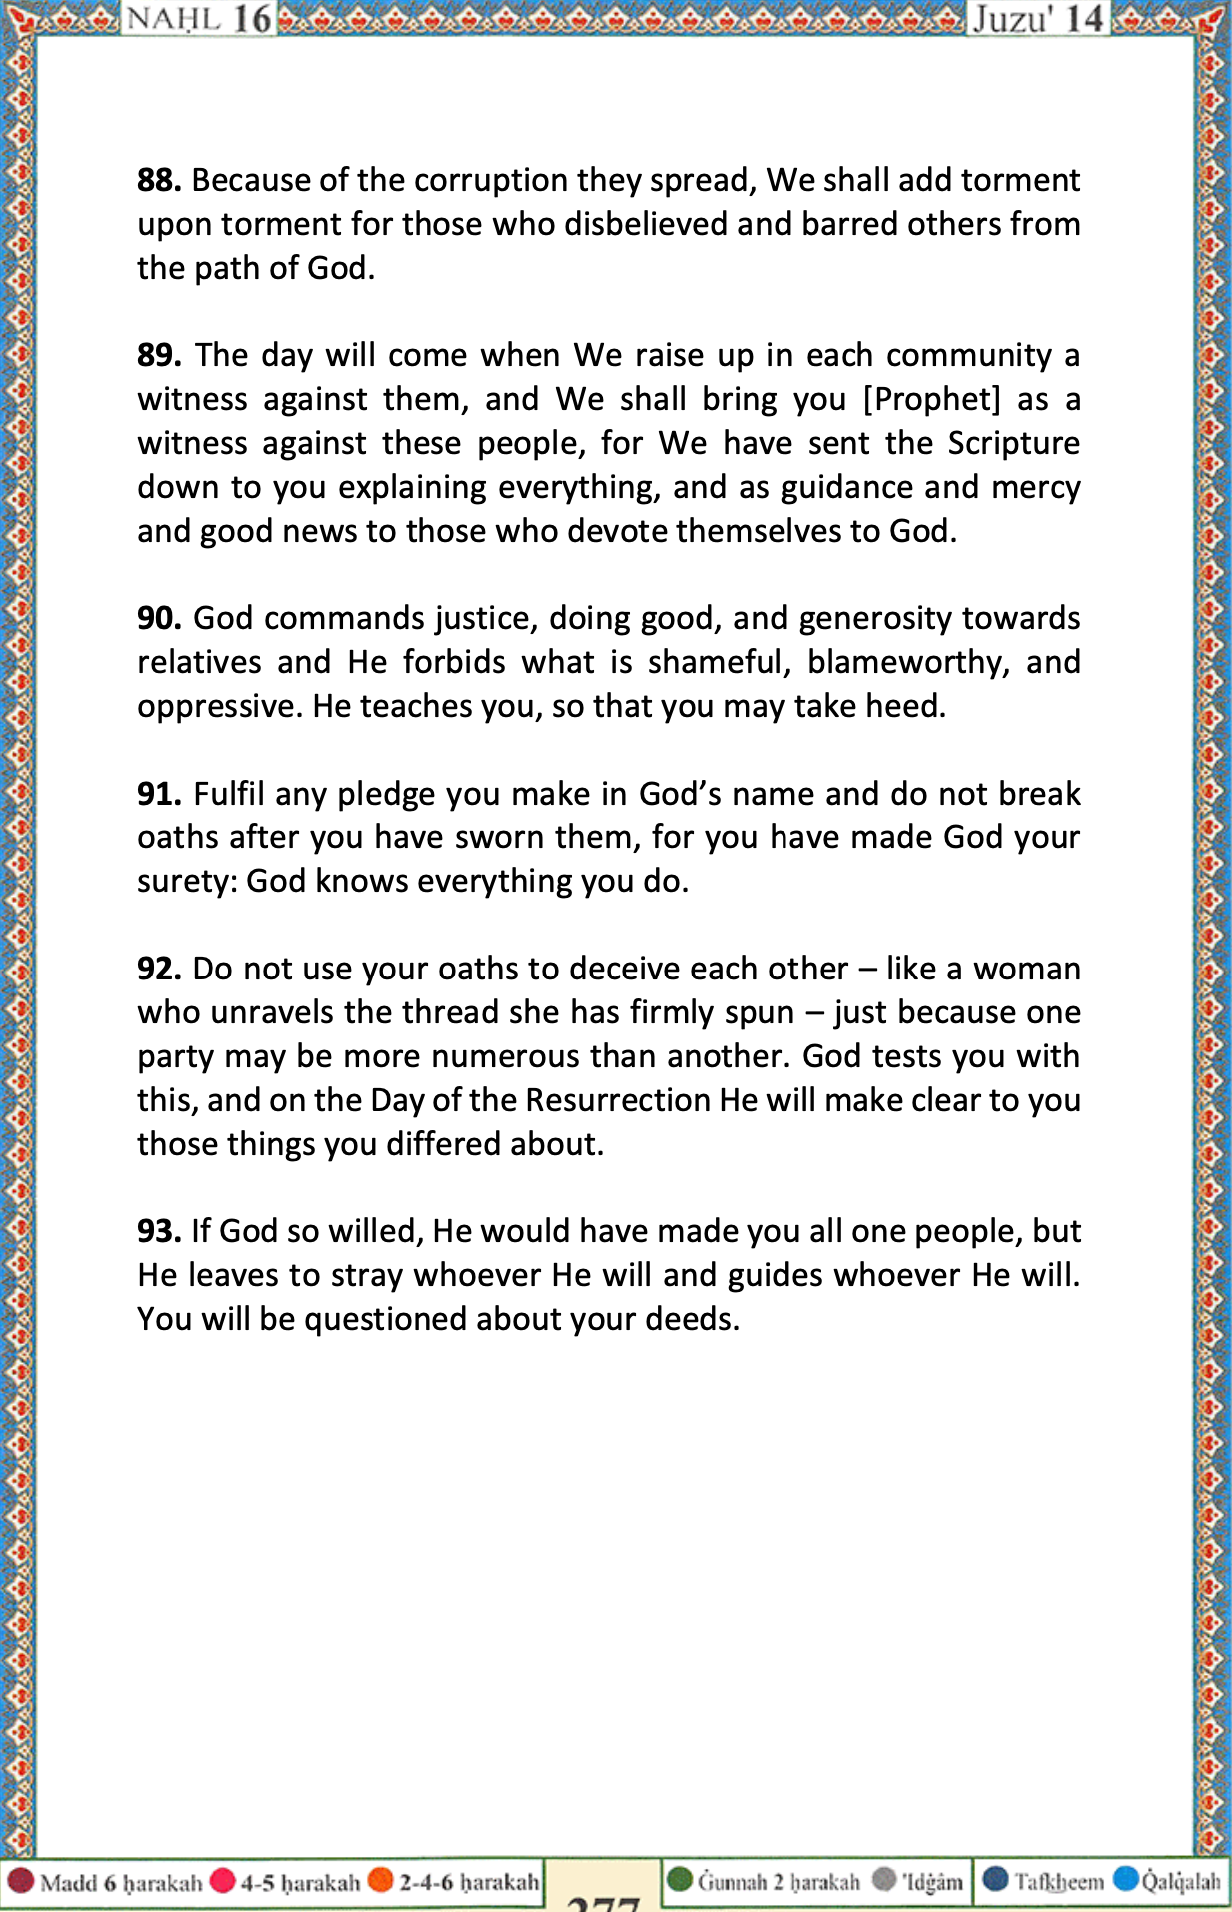 NAḤL 16
Juzu' 14
88. Because of the corruption they spread, We shall add torment
upon torment for those who disbelieved and barred others from
the path of God.
89. The day will come when We raise up in each community a
witness against them, and We shall bring you [Prophet] as a
witness against these people, for We have sent the Scripture
down to you explaining everything, and as guidance and mercy
and good news to those who devote themselves to God.
90. God commands justice, doing good, and generosity towards
relatives and He forbids what is shameful, blameworthy, and
oppressive. He teaches you, so that you may take heed.
91. Fulfil any pledge you make in God’s name and do not break
oaths after you have sworn them, for you have made God your
surety: God knows everything you do.
92. Do not use your oaths to deceive each other – like a woman
who unravels the thread she has firmly spun – just because one
party may be more numerous than another. God tests you with
this, and on the Day of the Resurrection He will make clear to you
those things you differed about.
93. If God so willed, He would have made you all one people, but
He leaves to stray whoever He will and guides whoever He will.
You will be questioned about your deeds.
Madd 6 ḥarakah 4-5 ḥarakah 2-4-6 ḥarakah
277
Ġunnah 2 ḥarakah 'Idġâm Tafkheem Qalqalah